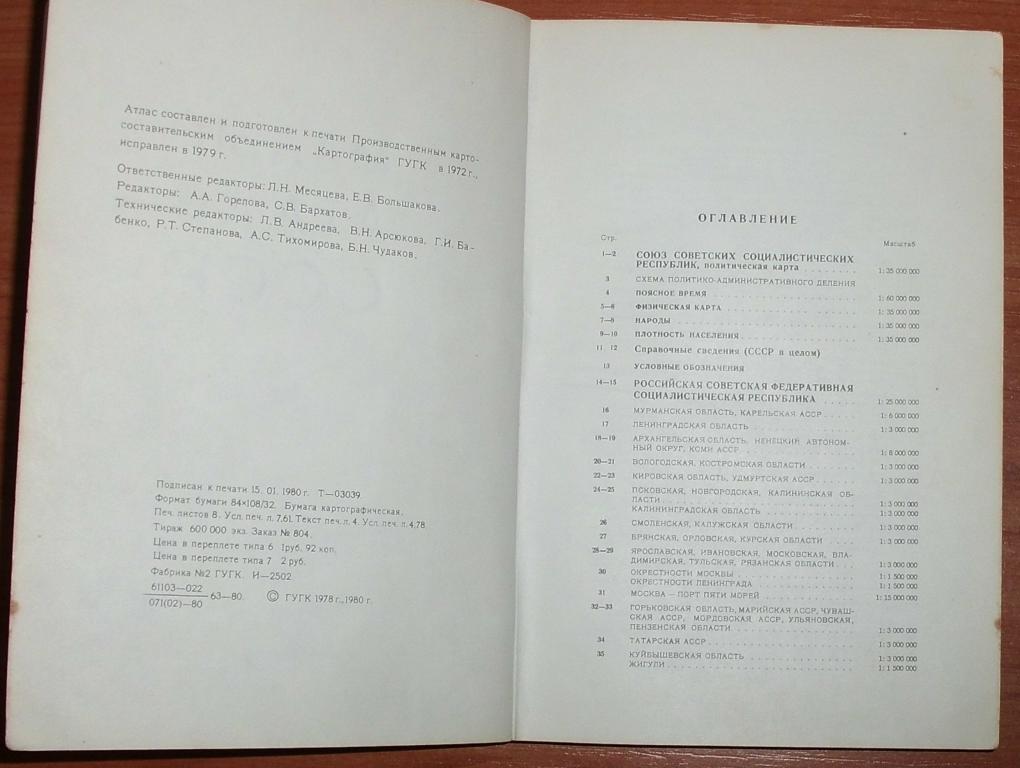 Атлас составлен и подготовлен к печати Производственным карто-
составительским объединением „Картография" ГУГК в 1972 г.,
исправлен в 1979 г.
Ответственные редакторы: Л.Н. Месяцева, Е.В. Большакова.
Редакторы: А.А. Горелова, С.В. Бархатов.
Технические редакторы: Л.В. Андреева, В.Н. Арсюкова, Г.И. Ба-
бенко, Р.Т. Степанова, А.С. Тихомирова, Б.Н. Чудаков.
Подписан к печати 15. 01. 1980 г. Т—03039.
Формат бумаги 84×108/32. Бумага картографическая.
Печ. листов 8. Усл. печ. л. 7,61. Текст печ. л. 4. Усл. печ. л. 4,78.
Тираж 600 000 экз. Заказ № 804.
Цена в переплете типа 6 1руб. 92 коп.
Цена в переплете типа 7 2 руб.
Фабрика №2 ГУГК. И—2502
61103—022
071(02)—80
63—80. © ГУГК 1978 г., 1980 г.
ОГЛАВЛЕНИЕ
Стр. Масштаб
1—2 СОЮЗ СОВЕТСКИХ СОЦИАЛИСТИЧЕСКИХ
РЕСПУБЛИК, политическая карта . . . . . . . 1: 35 000 000
3 СХЕМА ПОЛИТИКО-АДМИНИСТРАТИВНОГО ДЕЛЕНИЯ
4 ПОЯСНОЕ ВРЕМЯ . . . . . . . 1: 60 000 000
5—6 ФИЗИЧЕСКАЯ КАРТА . . . . . . . 1: 35 000 000
7—8 НАРОДЫ . . . . . . . 1: 35 000 000
9—10 ПЛОТНОСТЬ НАСЕЛЕНИЯ . . . . . . . 1: 35 000 000
11 12 Справочные сведения (СССР в целом)
13 УСЛОВНЫЕ ОБОЗНАЧЕНИЯ
14—15 РОССИЙСКАЯ СОВЕТСКАЯ ФЕДЕРАТИВНАЯ
СОЦИАЛИСТИЧЕСКАЯ РЕСПУБЛИКА . . . . 1: 25 000 000
16 МУРМАНСКАЯ ОБЛАСТЬ, КАРЕЛЬСКАЯ АССР . . . . 1: 6 000 000
17 ЛЕНИНГРАДСКАЯ ОБЛАСТЬ . . . . . . . 1: 3 000 000
18—19 АРХАНГЕЛЬСКАЯ ОБЛАСТЬ, НЕНЕЦКИЙ АВТОНОМ-
НЫЙ ОКРУГ, КОМИ АССР . . . . . . . 1: 8 000 000
20—21 ВОЛОГОДСКАЯ, КОСТРОМСКАЯ ОБЛАСТИ . . . . 1: 3 000 000
22—23 КИРОВСКАЯ ОБЛАСТЬ, УДМУРТСКАЯ АССР . . . . 1: 3 000 000
24—25 ПСКОВСКАЯ, НОВГОРОДСКАЯ, КАЛИНИНСКАЯ ОБ-
ЛАСТИ . . . . . . . 1: 3 000 000
КАЛИНИНГРАДСКАЯ ОБЛАСТЬ . . . . . . . 1: 3 000 000
26 СМОЛЕНСКАЯ, КАЛУЖСКАЯ ОБЛАСТИ . . . . 1: 3 000 000
27 БРЯНСКАЯ, ОРЛОВСКАЯ, КУРСКАЯ ОБЛАСТИ . . . . 1: 3 000 000
28—29 ЯРОСЛАВСКАЯ, ИВАНОВСКАЯ, МОСКОВСКАЯ, ВЛА-
ДИМИРСКАЯ, ТУЛЬСКАЯ, РЯЗАНСКАЯ ОБЛАСТИ . . . 1: 3 000 000
30 ОКРЕСТНОСТИ МОСКВЫ . . . . . . . 1: 1 500 000
ОКРЕСТНОСТИ ЛЕНИНГРАДА . . . . . . . 1: 1 500 000
31 МОСКВА — ПОРТ ПЯТИ МОРЕЙ . . . . . . . 1: 15 000 000
32—33 ГОРЬКОВСКАЯ ОБЛАСТЬ, МАРИЙСКАЯ АССР, ЧУВАШ-
СКАЯ АССР, МОРДОВСКАЯ АССР, УЛЬЯНОВСКАЯ,
ПЕНЗЕНСКАЯ ОБЛАСТИ . . . . . . . 1: 3 000 000
34 ТАТАРСКАЯ АССР . . . . . . . 1: 3 000 000
35 КУЙБЫШЕВСКАЯ ОБЛАСТЬ . . . . . . . 1: 3 000 000
ЖИГУЛИ . . . . . . . 1: 1 500 000